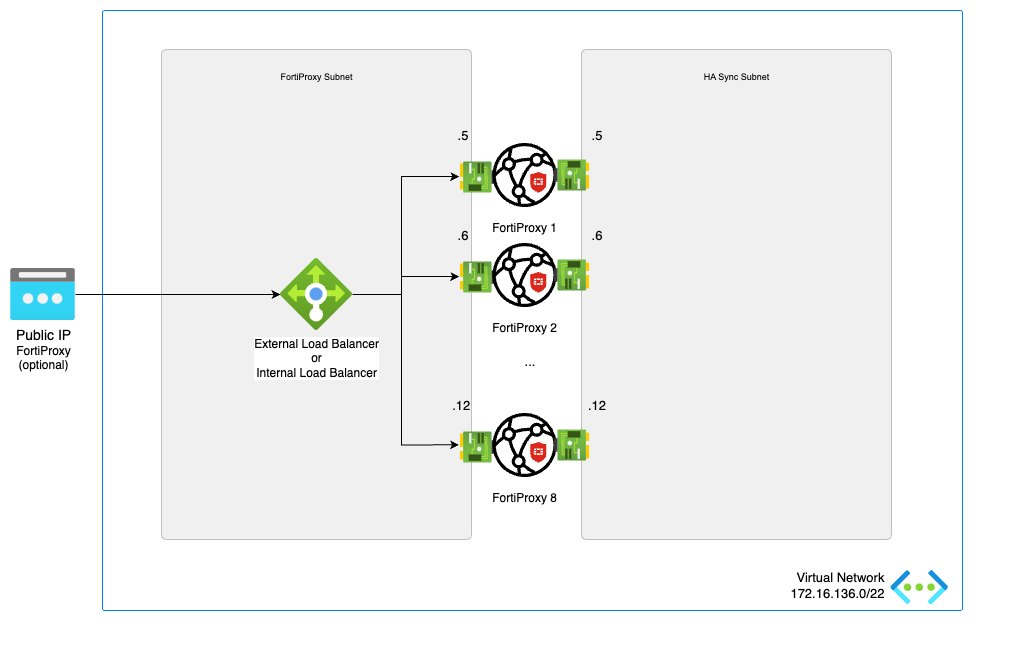 FortiProxy Subnet
HA Sync Subnet
.5
.5
FortiProxy 1
.6
.6
FortiProxy 2
Public IP
FortiProxy
(optional)
External Load Balancer
or
Internal Load Balancer
...
.12
.12
FortiProxy 8
Virtual Network
172.16.136.0/22